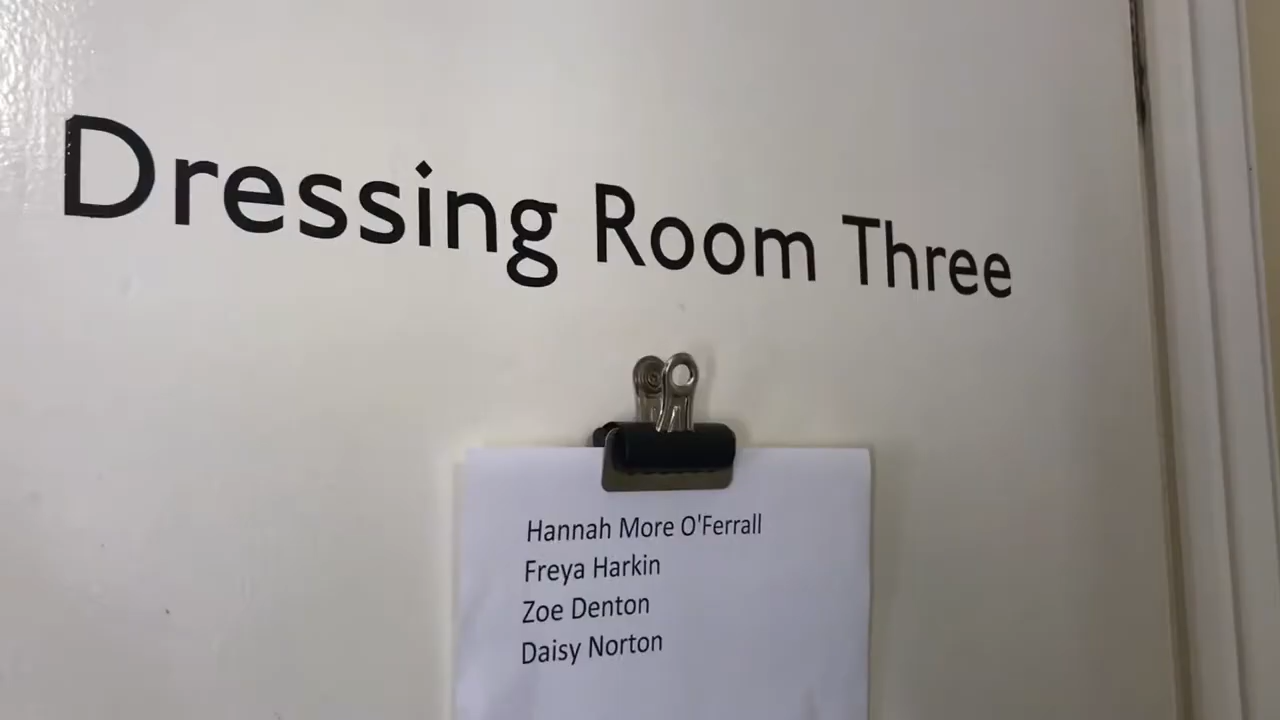 Dressing Room Three
Hannah More O'Ferrall
Freya Harkin
Zoe Denton
Daisy Norton